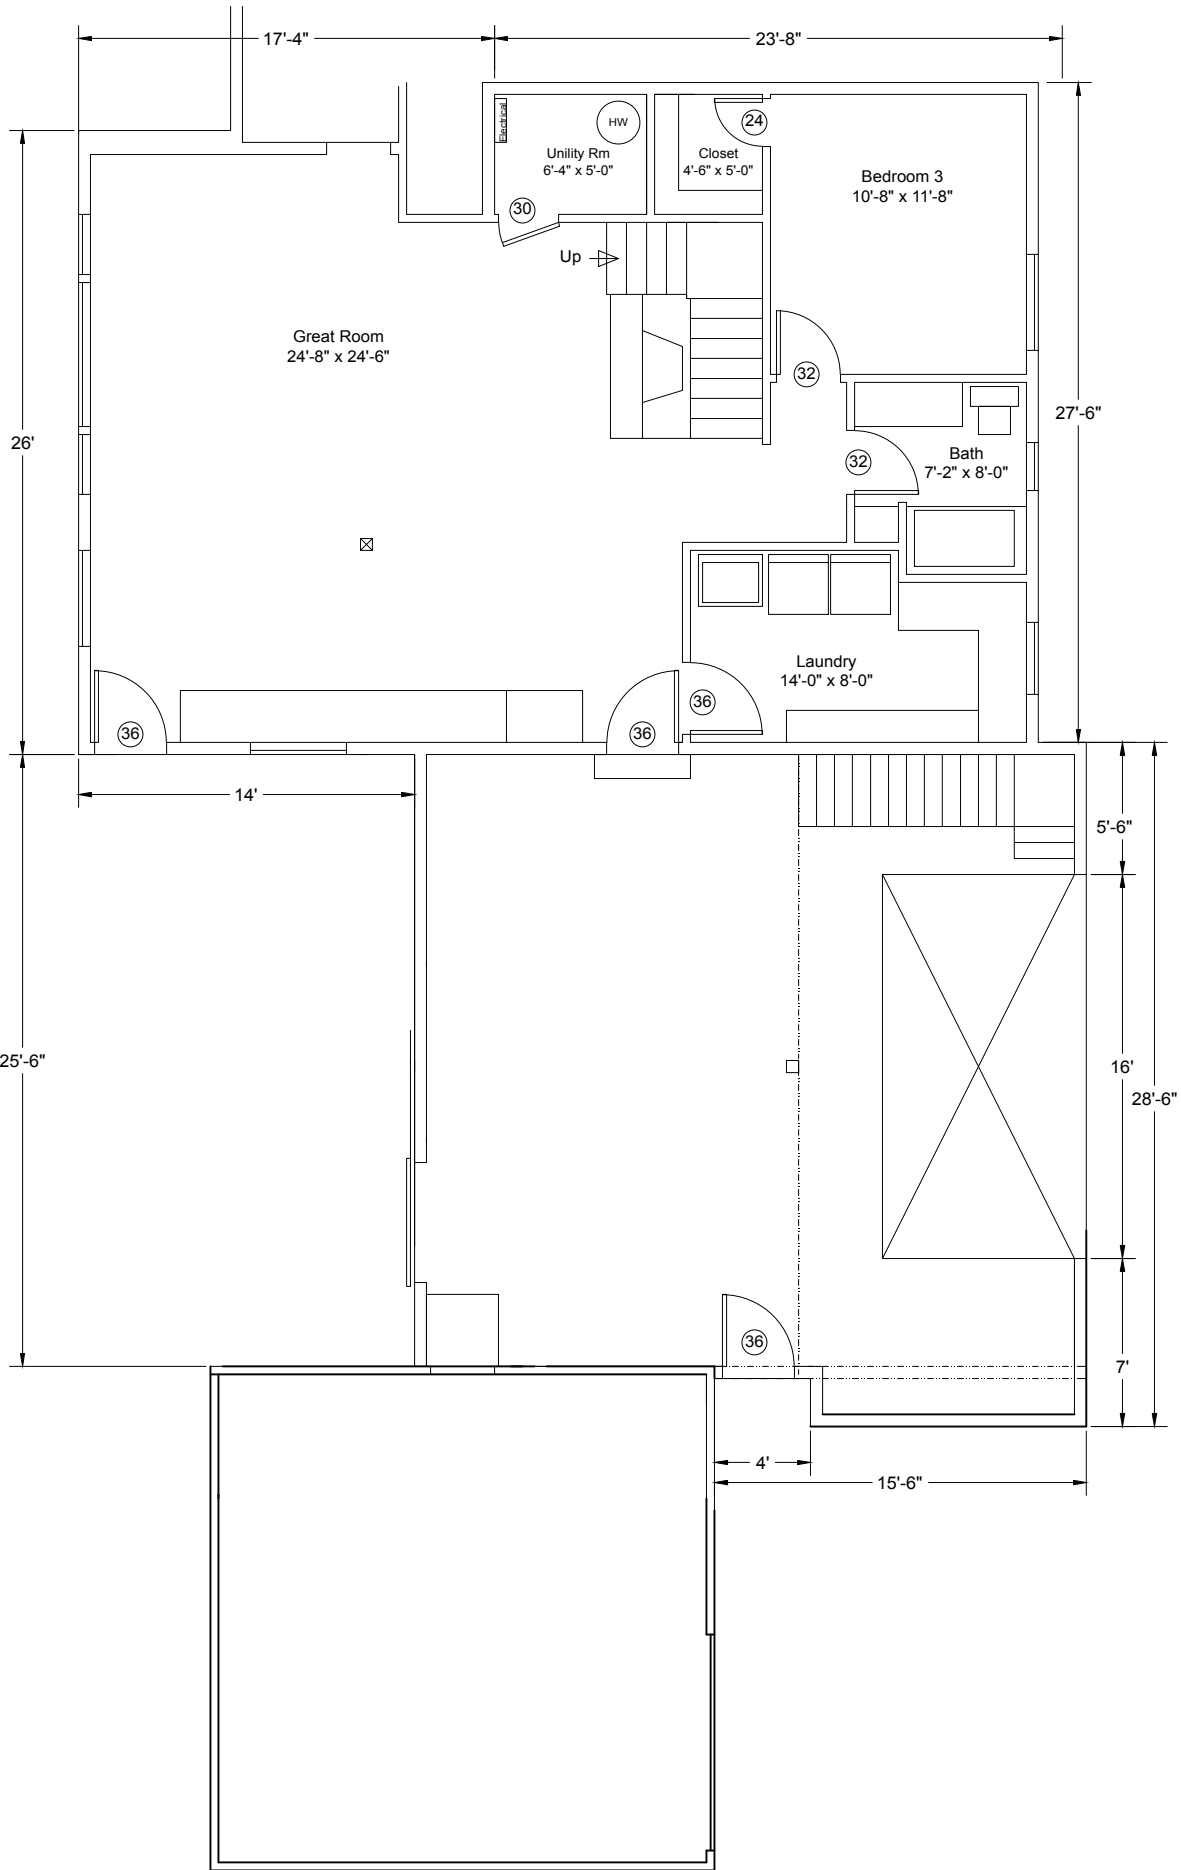 17'-4"
23'-8"
Electrical
HW
24
Unility Rm
6'-4" x 5'-0"
Closet
4'-6" x 5'-0"
Bedroom 3
10'-8" x 11'-8"
30
Up
Great Room
24'-8" x 24'-6"
32
27'-6"
26'
32
Bath
7'-2" x 8'-0"
Laundry
14'-0" x 8'-0"
36
36
36
14'
5'-6"
25'-6"
16'
28'-6"
36
7'
4'
15'-6"